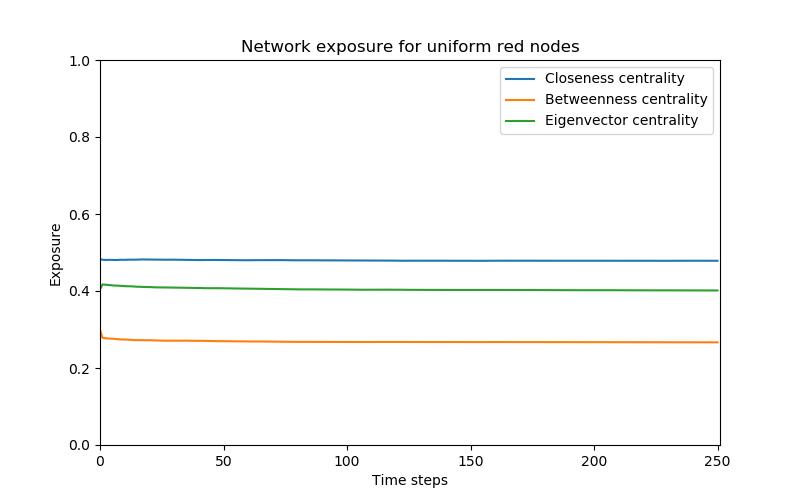 Network exposure for uniform red nodes
1.0
0.8
0.6
0.4
0.2
0.0
Exposure
Closeness centrality
Betweenness centrality
Eigenvector centrality
0 50 100 150 200 250
Time steps